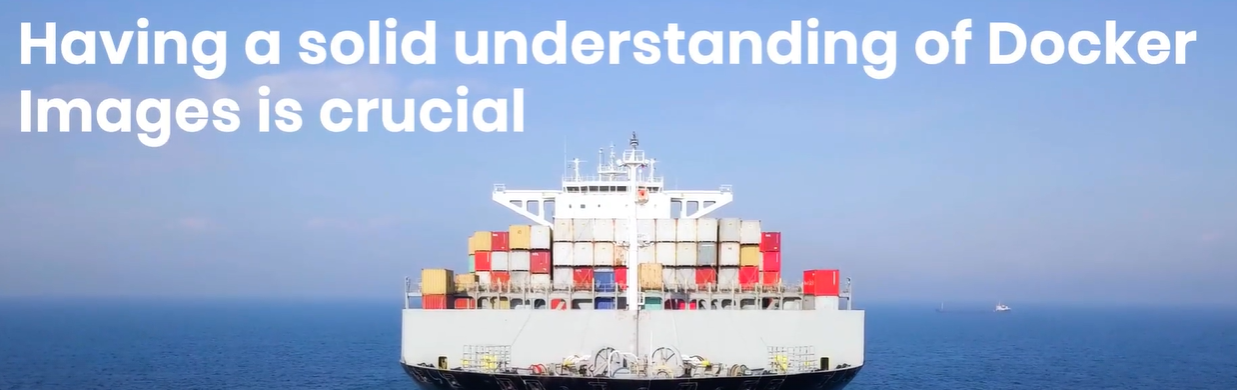 Having a solid understanding of Docker
Images is crucial